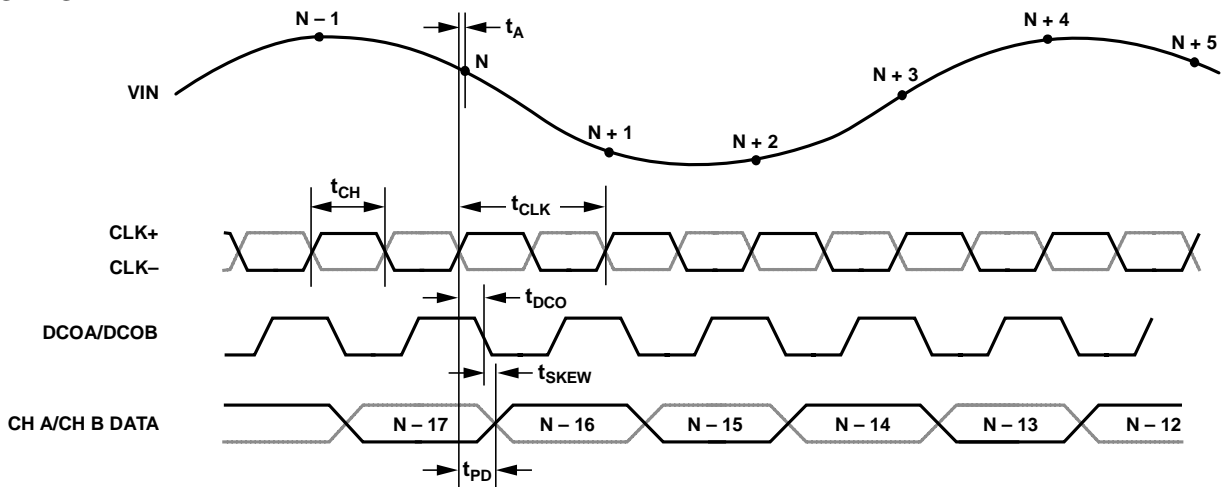 N – 1
t_A
N
N + 4
N + 5
N + 3
VIN
N + 1
N + 2
t_CH
t_CLK
CLK+
CLK–
t_DCO
DCOA/DCOB
t_SKEW
CH A/CH B DATA
N – 17
N – 16
N – 15
N – 14
N – 13
N – 12
t_PD